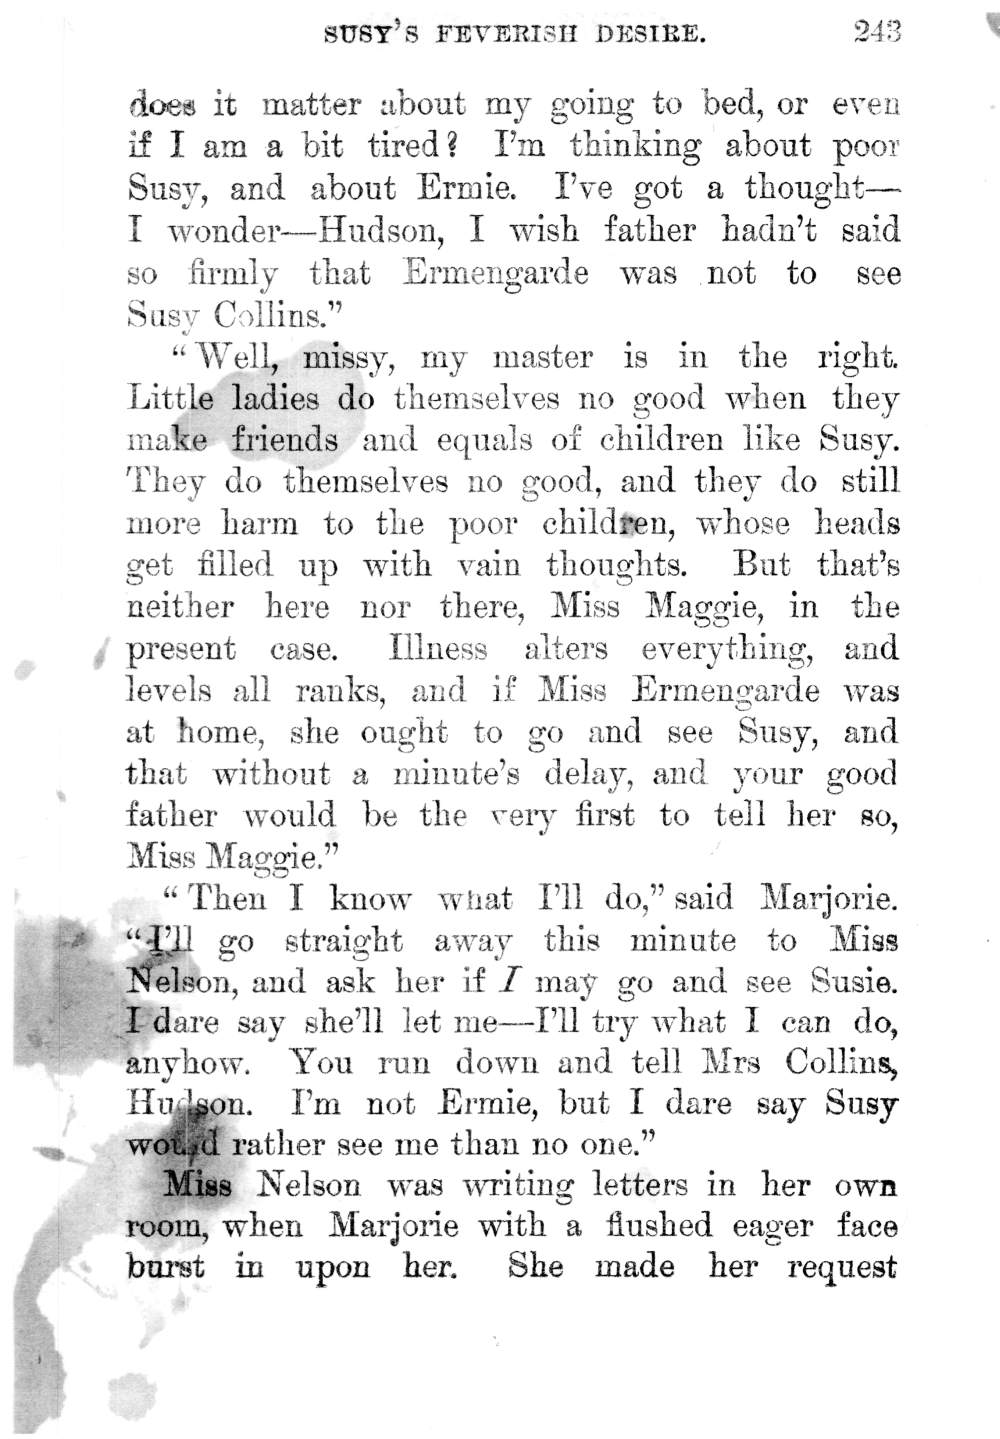 SUSY'S FEVERISH DESIRE. 243
does it matter about my going to bed, or even
if I am a bit tired? I'm thinking about poor
Susy, and about Ermie. I've got a thought—
I wonder—Hudson, I wish father hadn't said
so firmly that Ermengarde was not to see
Susy Collins."
"Well, missy, my master is in the right.
Little ladies do themselves no good when they
make friends and equals of children like Susy.
They do themselves no good, and they do still
more harm to the poor children, whose heads
get filled up with vain thoughts. But that's
neither here nor there, Miss Maggie, in the
present case. Illness alters everything, and
levels all ranks, and if Miss Ermengarde was
at home, she ought to go and see Susy, and
that without a minute's delay, and your good
father would be the very first to tell her so,
Miss Maggie."
"Then I know what I'll do," said Marjorie.
"I'll go straight away this minute to Miss
Nelson, and ask her if I may go and see Susie.
I dare say she'll let me—I'll try what I can do,
anyhow. You run down and tell Mrs Collins,
Hudson. I'm not Ermie, but I dare say Susy
would rather see me than no one."
Miss Nelson was writing letters in her own
room, when Marjorie with a flushed eager face
burst in upon her. She made her request